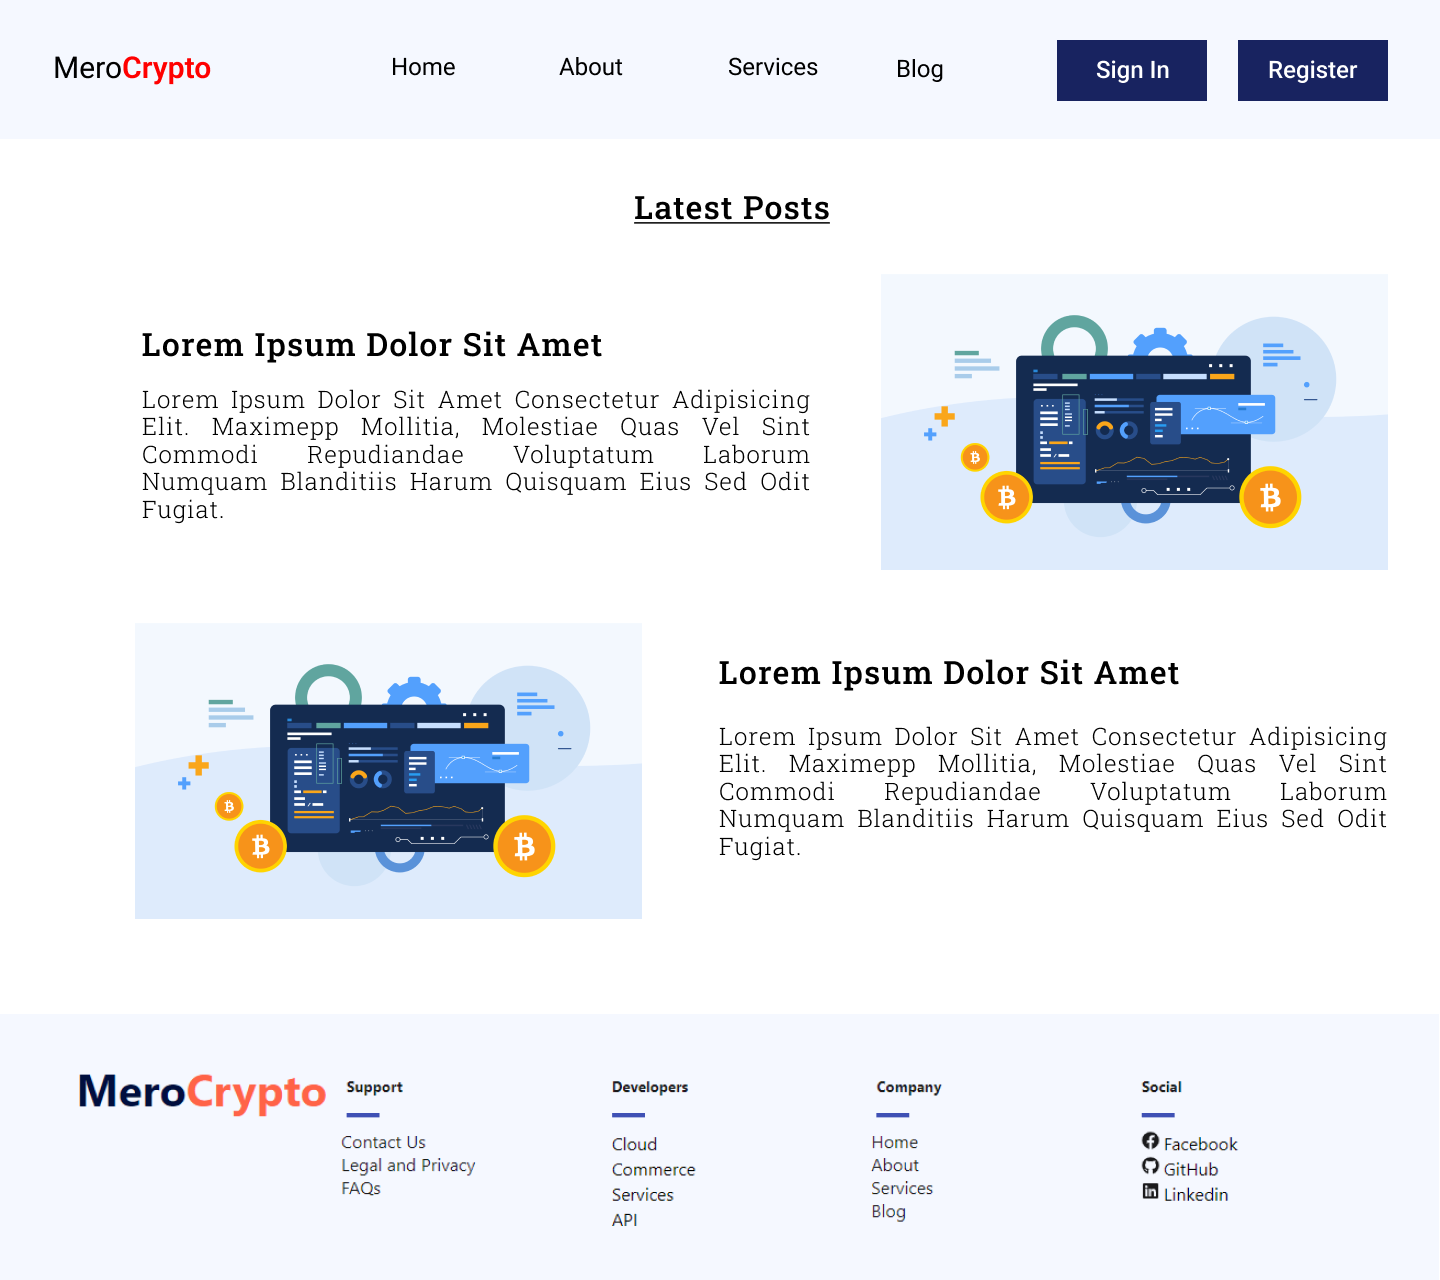 MeroCrypto
Home
About
Services
Blog
Sign In
Register
Latest Posts
Lorem Ipsum Dolor Sit Amet
Lorem Ipsum Dolor Sit Amet Consectetur Adipisicing
Elit. Maximepp Mollitia, Molestiae Quas Vel Sint
Commodi Repudiandae Voluptatum Laborum
Numquam Blanditiis Harum Quisquam Eius Sed Odit
Fugiat.
Lorem Ipsum Dolor Sit Amet
Lorem Ipsum Dolor Sit Amet Consectetur Adipisicing
Elit. Maximepp Mollitia, Molestiae Quas Vel Sint
Commodi Repudiandae Voluptatum Laborum
Numquam Blanditiis Harum Quisquam Eius Sed Odit
Fugiat.
MeroCrypto
Support
Contact Us
Legal and Privacy
FAQs
Developers
Cloud
Commerce
Services
API
Company
Home
About
Services
Blog
Social
Facebook
GitHub
Linkedin